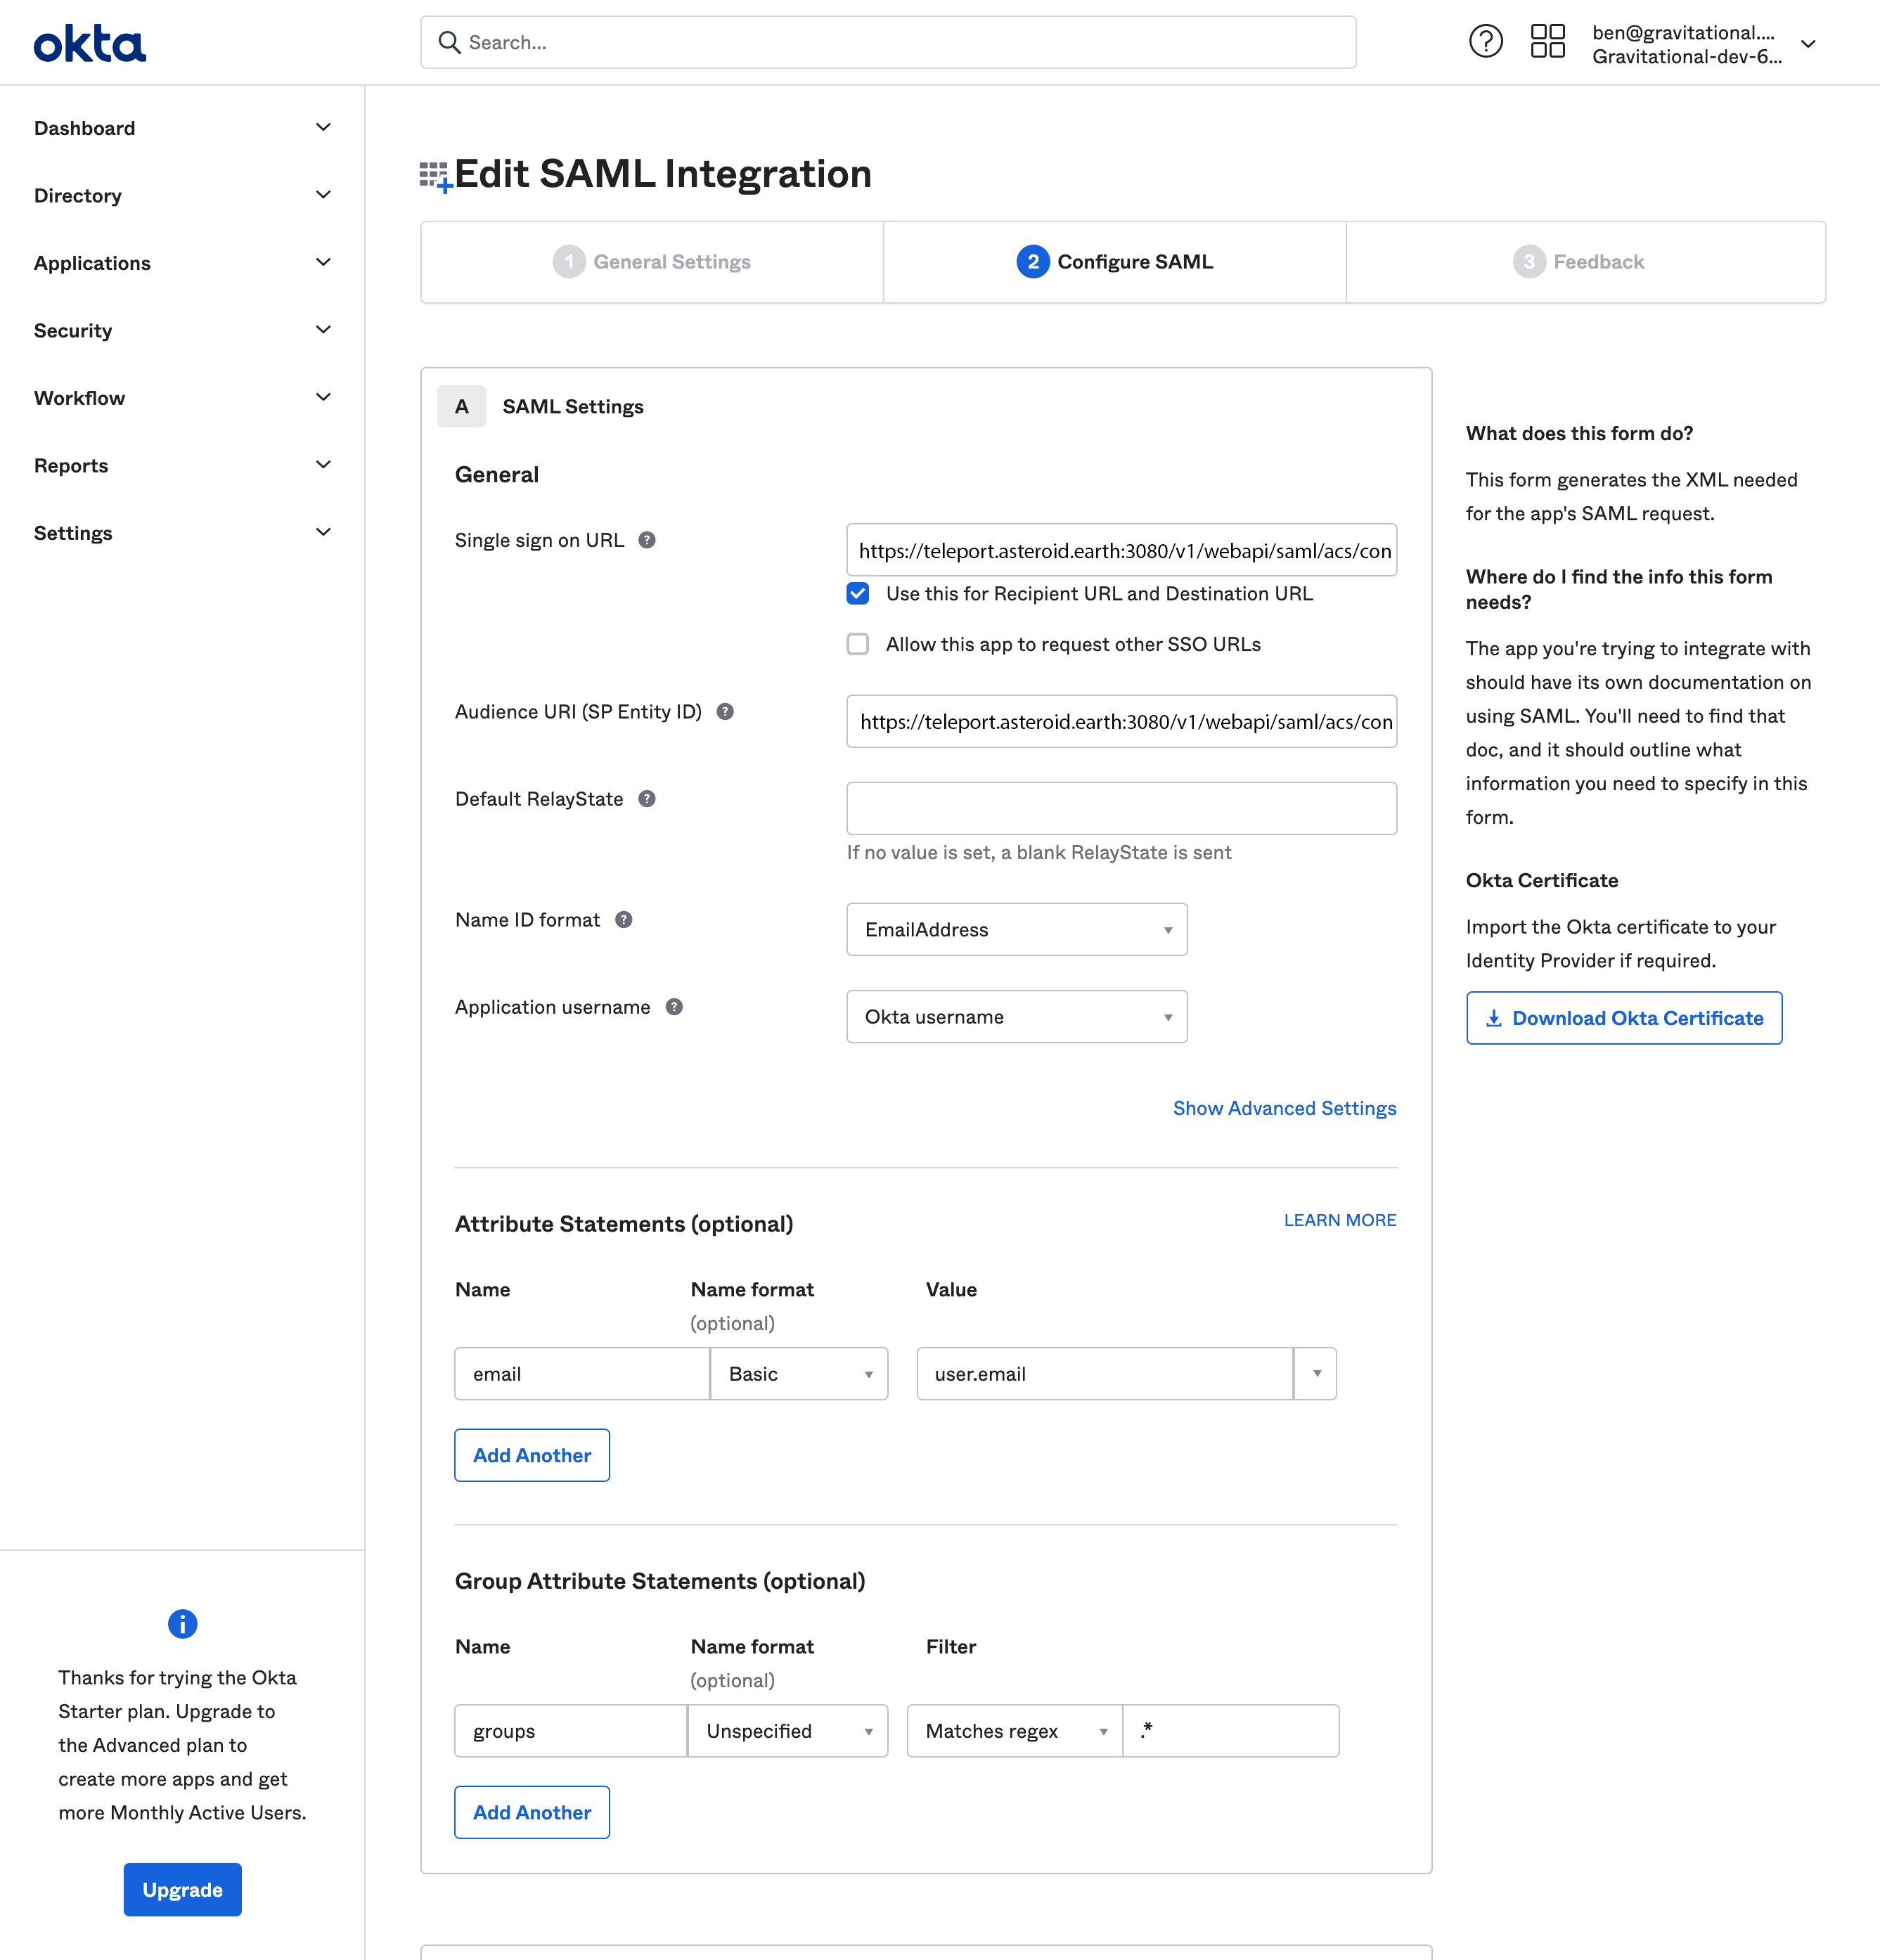 okta
Search...
ben@gravitational....
Gravitational-dev-6...
Dashboard
Directory
Applications
Security
Workflow
Reports
Settings
Thanks for trying the Okta
Starter plan. Upgrade to
the Advanced plan to
create more apps and get
more Monthly Active Users.
Upgrade
Edit SAML Integration
1 General Settings
2 Configure SAML
3 Feedback
A SAML Settings
General
Single sign on URL ?
https://teleport.asteroid.earth:3080/v1/webapi/saml/acs/con
Use this for Recipient URL and Destination URL
Allow this app to request other SSO URLs
Audience URI (SP Entity ID) ?
https://teleport.asteroid.earth:3080/v1/webapi/saml/acs/con
Default RelayState ?
If no value is set, a blank RelayState is sent
Name ID format ? EmailAddress
Application username ? Okta username
Show Advanced Settings
Attribute Statements (optional) LEARN MORE
Name Name format Value
(optional)
email Basic user.email
Add Another
Group Attribute Statements (optional)
Name Name format Filter
(optional)
groups Unspecified Matches regex .*
Add Another
What does this form do?
This form generates the XML needed
for the app's SAML request.
Where do I find the info this form
needs?
The app you're trying to integrate with
should have its own documentation on
using SAML. You'll need to find that
doc, and it should outline what
information you need to specify in this
form.
Okta Certificate
Import the Okta certificate to your
Identity Provider if required.
Download Okta Certificate